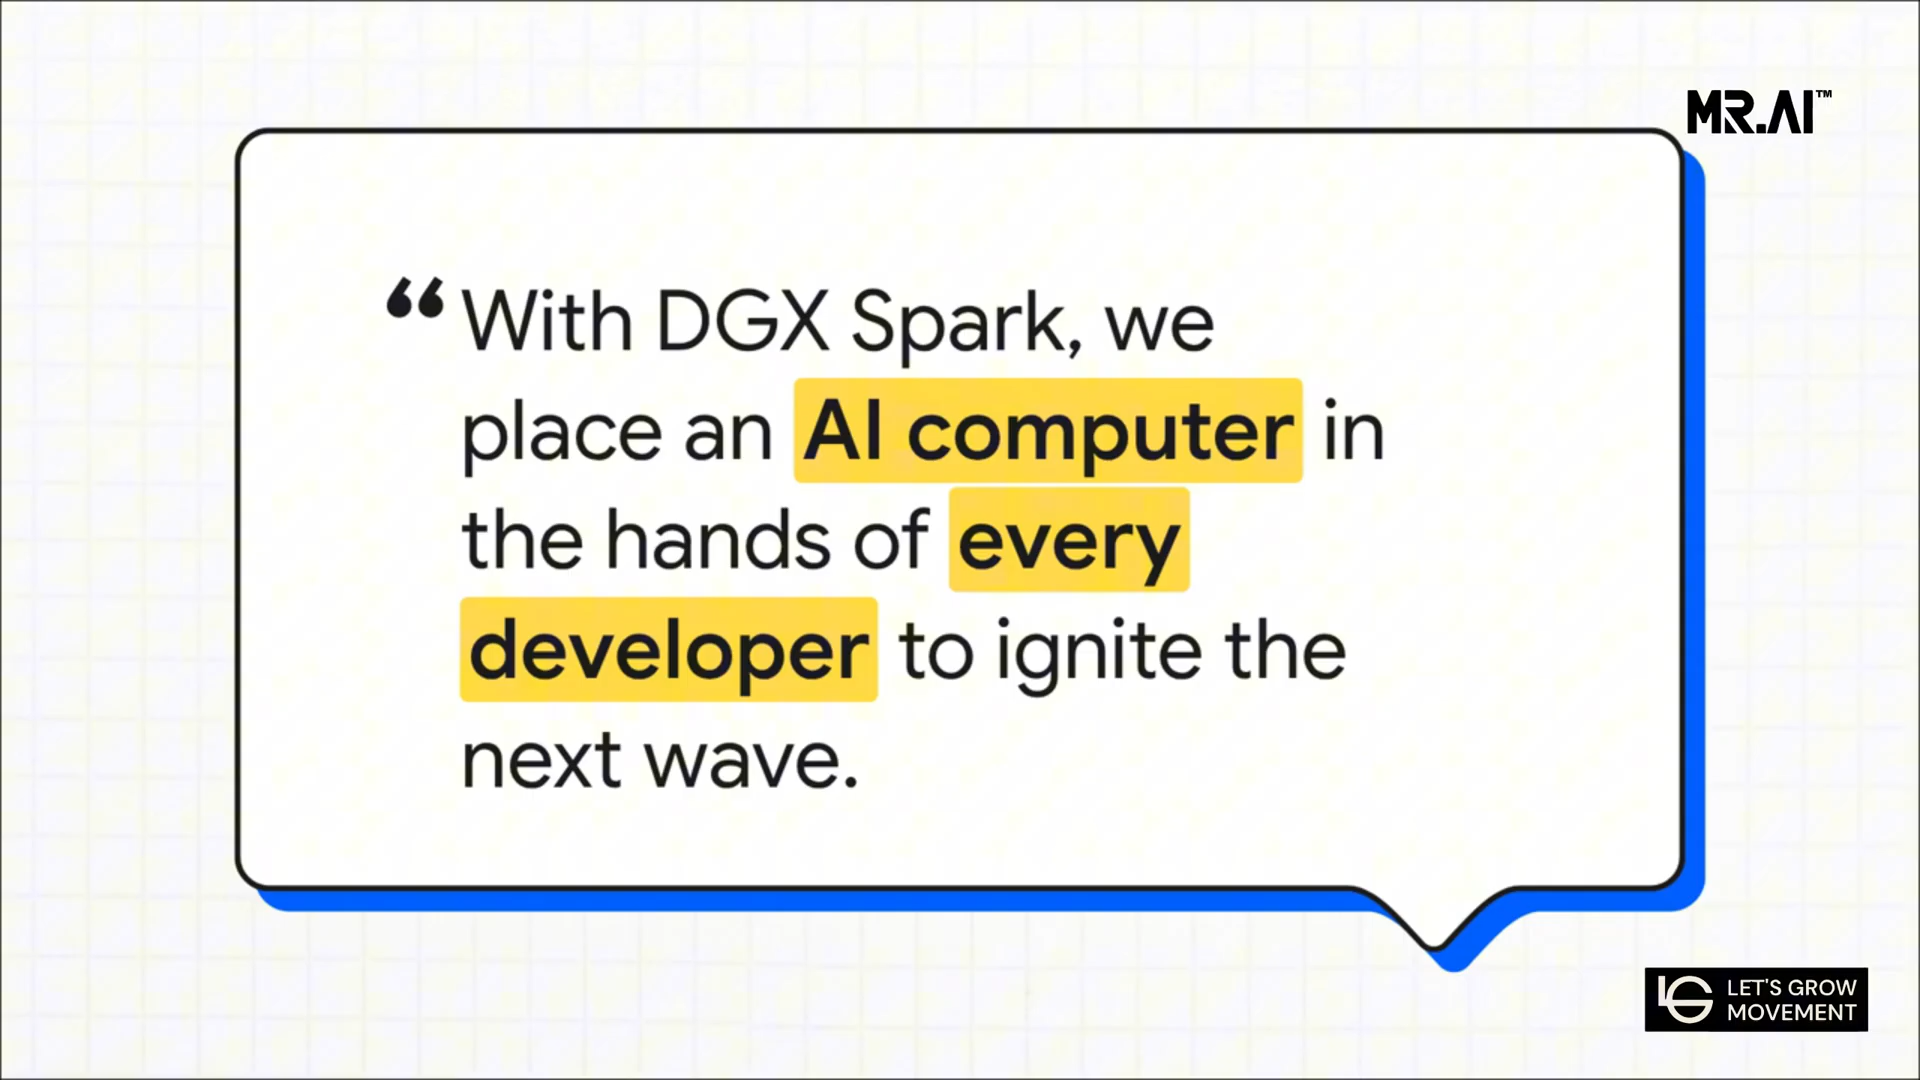 MR.AI™
“With DGX Spark, we
place an AI computer in
the hands of every
developer to ignite the
next wave.
LET'S GROW
MOVEMENT